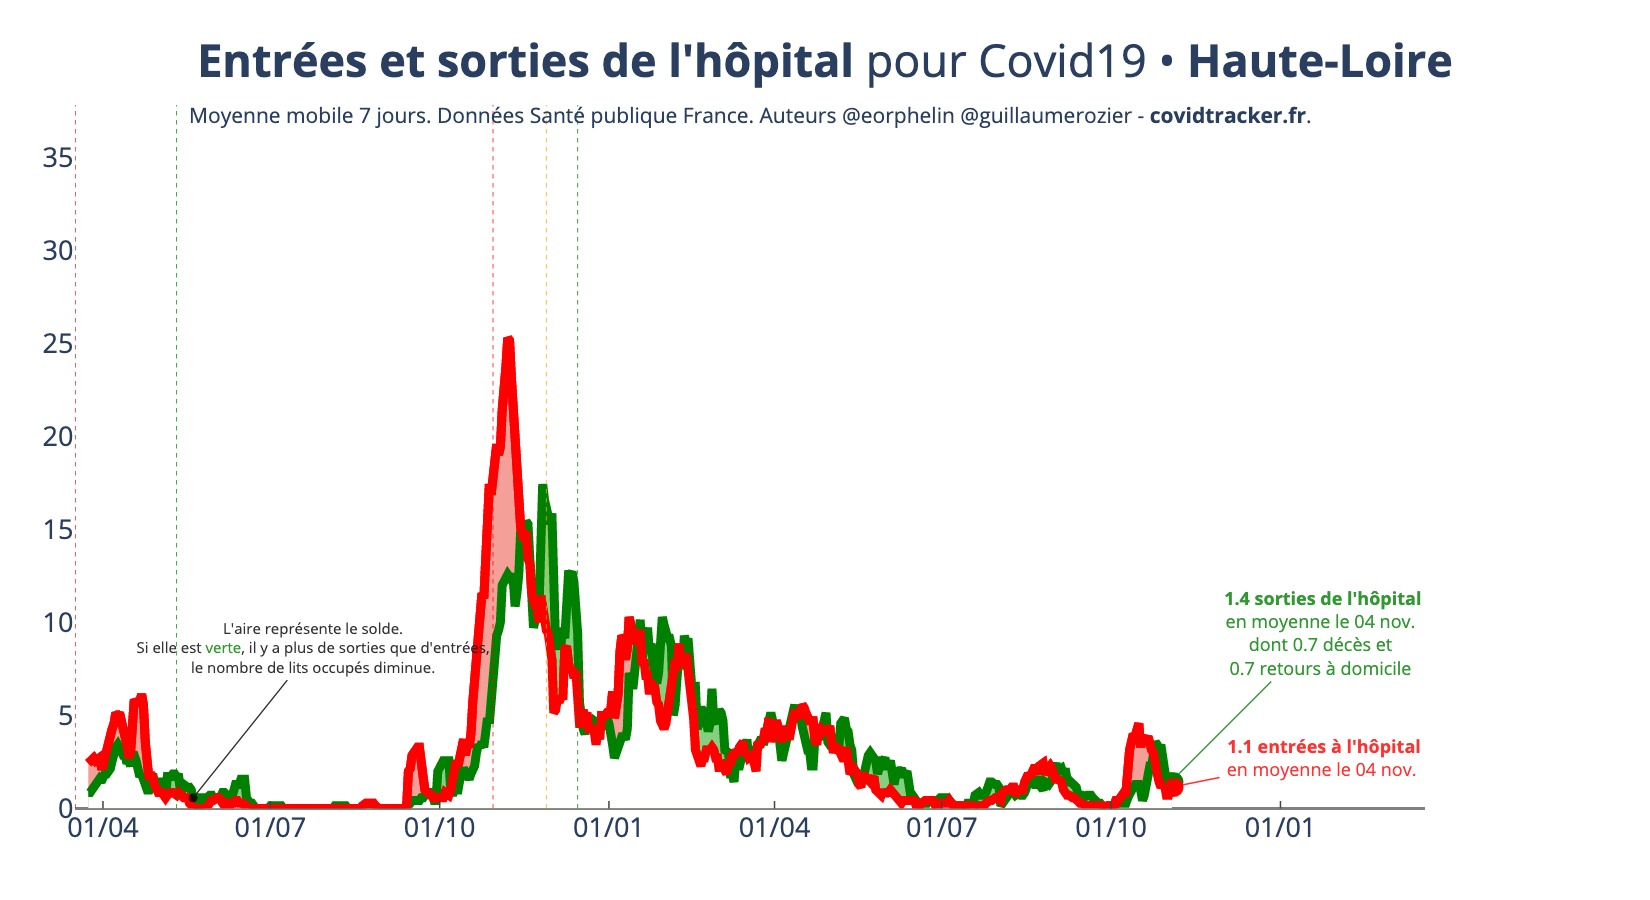 Entrées et sorties de l'hôpital pour Covid19 • Haute-Loire
Moyenne mobile 7 jours. Données Santé publique France. Auteurs @eorphelin @guillaumerozier - covidtracker.fr.
35
30
25
20
15
10
5
0
L'aire représente le solde.
Si elle est verte, il y a plus de sorties que d'entrées,
le nombre de lits occupés diminue.
1.4 sorties de l'hôpital
en moyenne le 04 nov.
dont 0.7 décès et
0.7 retours à domicile
1.1 entrées à l'hôpital
en moyenne le 04 nov.
01/04 01/07 01/10 01/01 01/04 01/07 01/10 01/01